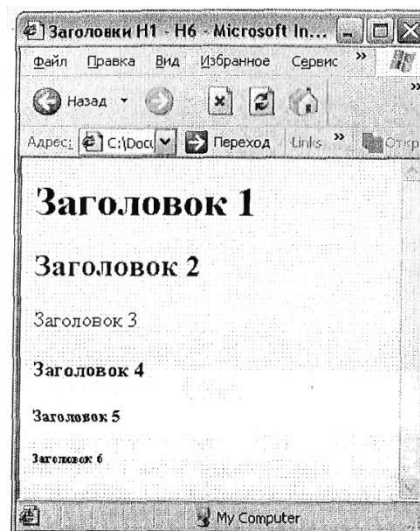 Заголовки H1 - H6 - Microsoft In...
Файл Правка Вид Избранное Сервис »
Назад »
Адрес: C:\Docu Переход Links »
Заголовок 1
Заголовок 2
Заголовок 3
Заголовок 4
Заголовок 5
Заголовок 6
My Computer